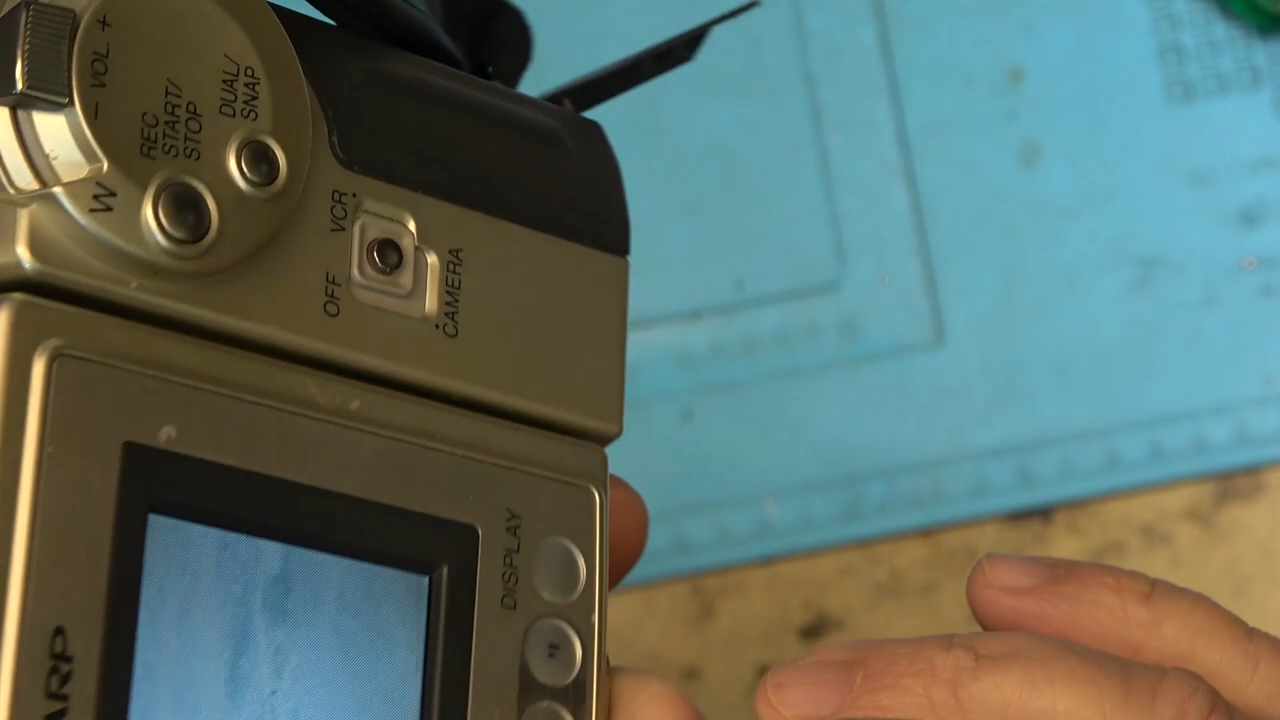 − VOL. +
REC
START/
STOP
DUAL/
SNAP
W
VCR
OFF
CAMERA
DISPLAY
ARP